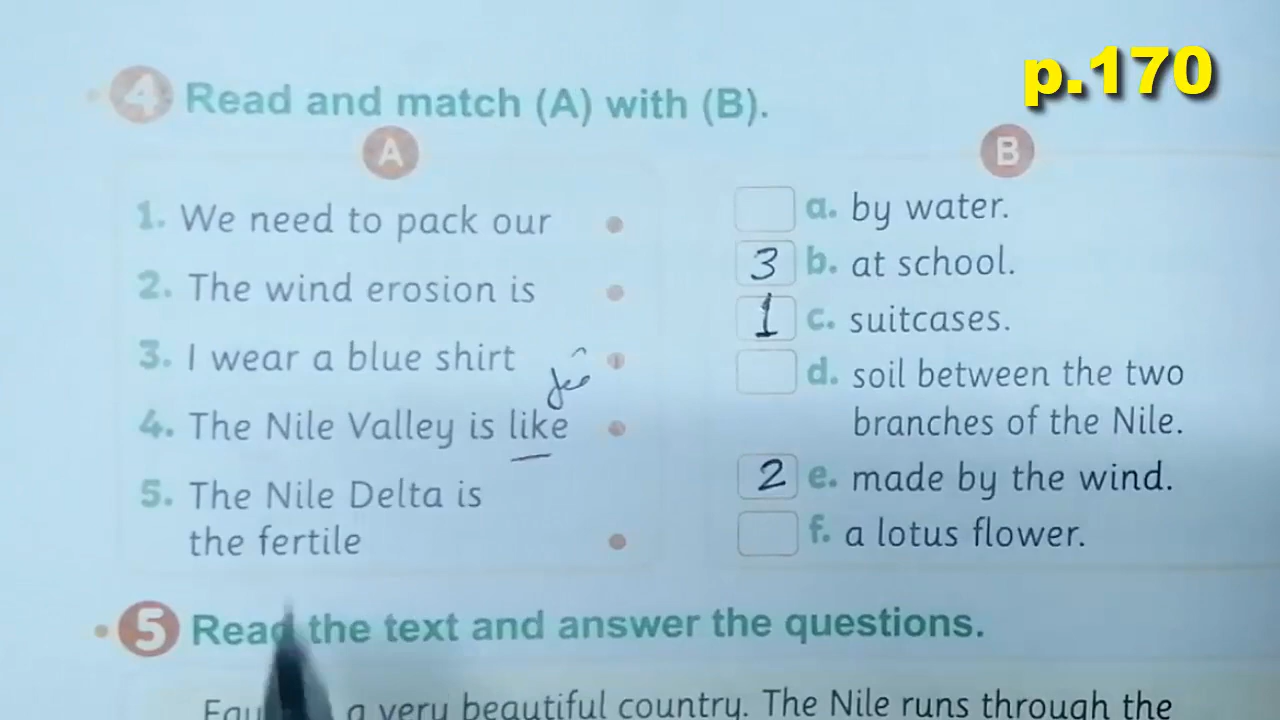 p.170
4 Read and match (A) with (B).
A
B
1. We need to pack our
2. The wind erosion is
3. I wear a blue shirt
4. The Nile Valley is like
5. The Nile Delta is
the fertile
a. by water.
3 b. at school.
1 c. suitcases.
d. soil between the two
branches of the Nile.
2 e. made by the wind.
f. a lotus flower.
5 Read the text and answer the questions.
a very beautiful country. The Nile runs through the